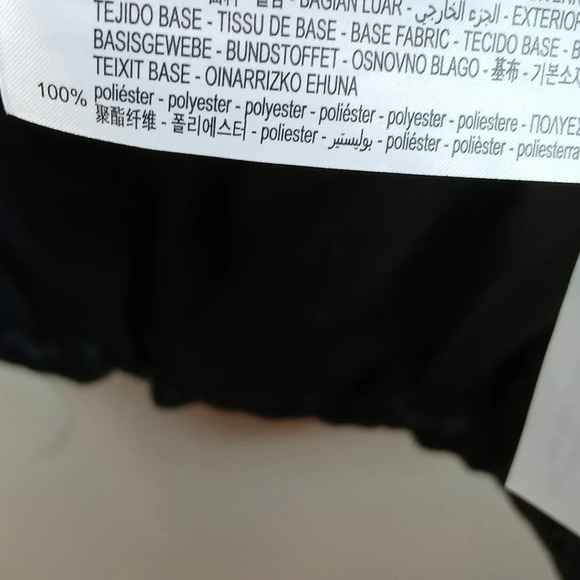 BAGIAN LUAR - الجزء الخارجي - EXTERIOR
TEJIDO BASE - TISSU DE BASE - BASE FABRIC - TECIDO BASE - B
BASISGEWEBE - BUNDSTOFFET - OSNOVNO BLAGO - 基布 - 기본소재
TEIXIT BASE - OINARRIZKO EHUNA
100% poliéster - polyester - polyester - poliéster - polyester - poliestere - ΠΟΛΥΕΣ
聚酯纤维 - 폴리에스터 - poliester - بوليستير - poliéster - polièster - poliesterra